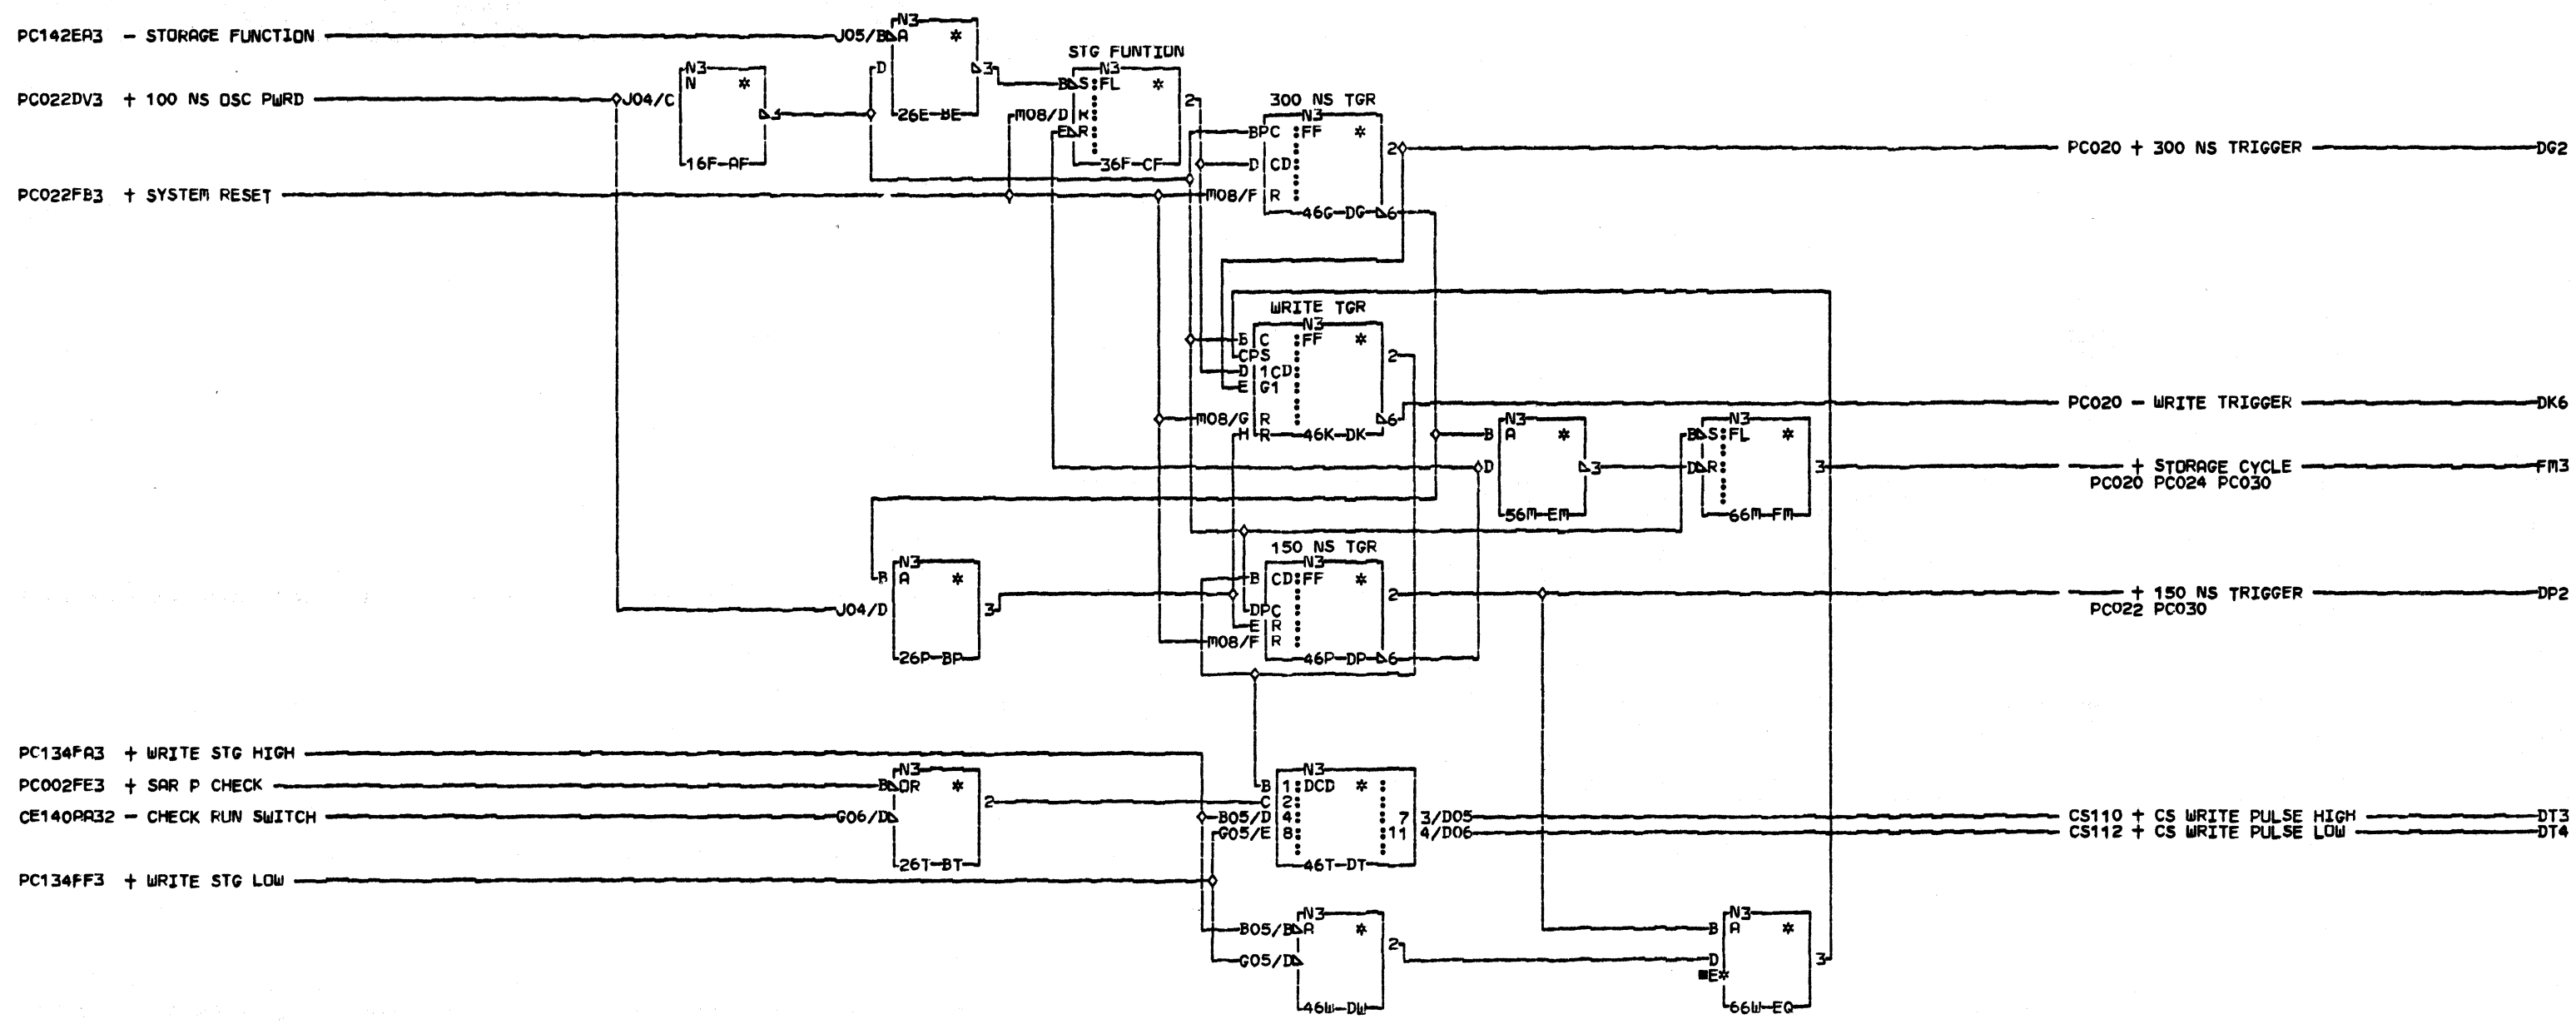 PC142EA3 - STORAGE FUNCTION
J05/B A *
N3
D
3
26E-BE
PC022DV3 + 100 NS OSC PWRD
J04/C
N3
N *
3
16F-AF
STG FUNTION
N3
B S FL *
M08/D R
E R
2
36F-CF
PC022FB3 + SYSTEM RESET
300 NS TGR
N3
BPC FF *
D CD
M08/F R
2
46G-DG 6
PC020 + 300 NS TRIGGER DG2
WRITE TGR
N3
B C FF *
CPS
D 1CD
E G1
M08/G R
H R
2
6
46K-DK
PC020 - WRITE TRIGGER DK6
N3
B A *
D
3
56M-EM
N3
B S FL *
D R
3
66M-FM
+ STORAGE CYCLE FM3
PC020 PC024 PC030
N3
B A *
J04/D
3
26P-BP
150 NS TGR
N3
B CD FF *
DPC
E R
M08/F R
2
46P-DP 6
+ 150 NS TRIGGER DP2
PC022 PC030
PC134FA3 + WRITE STG HIGH
PC002FE3 + SAR P CHECK
CE140PA32 - CHECK RUN SWITCH
PC134FF3 + WRITE STG LOW
N3
B OR *
G06/D
2
26T-BT
N3
B 1 DCD *
C 2
B05/D 4 7 3/D05
G05/E 8 11 4/D06
46T-DT
CS110 + CS WRITE PULSE HIGH DT3
CS112 + CS WRITE PULSE LOW DT4
N3
B05/B A *
G05/D
2
46W-DW
N3
B A *
D
■E*
3
66W-EQ